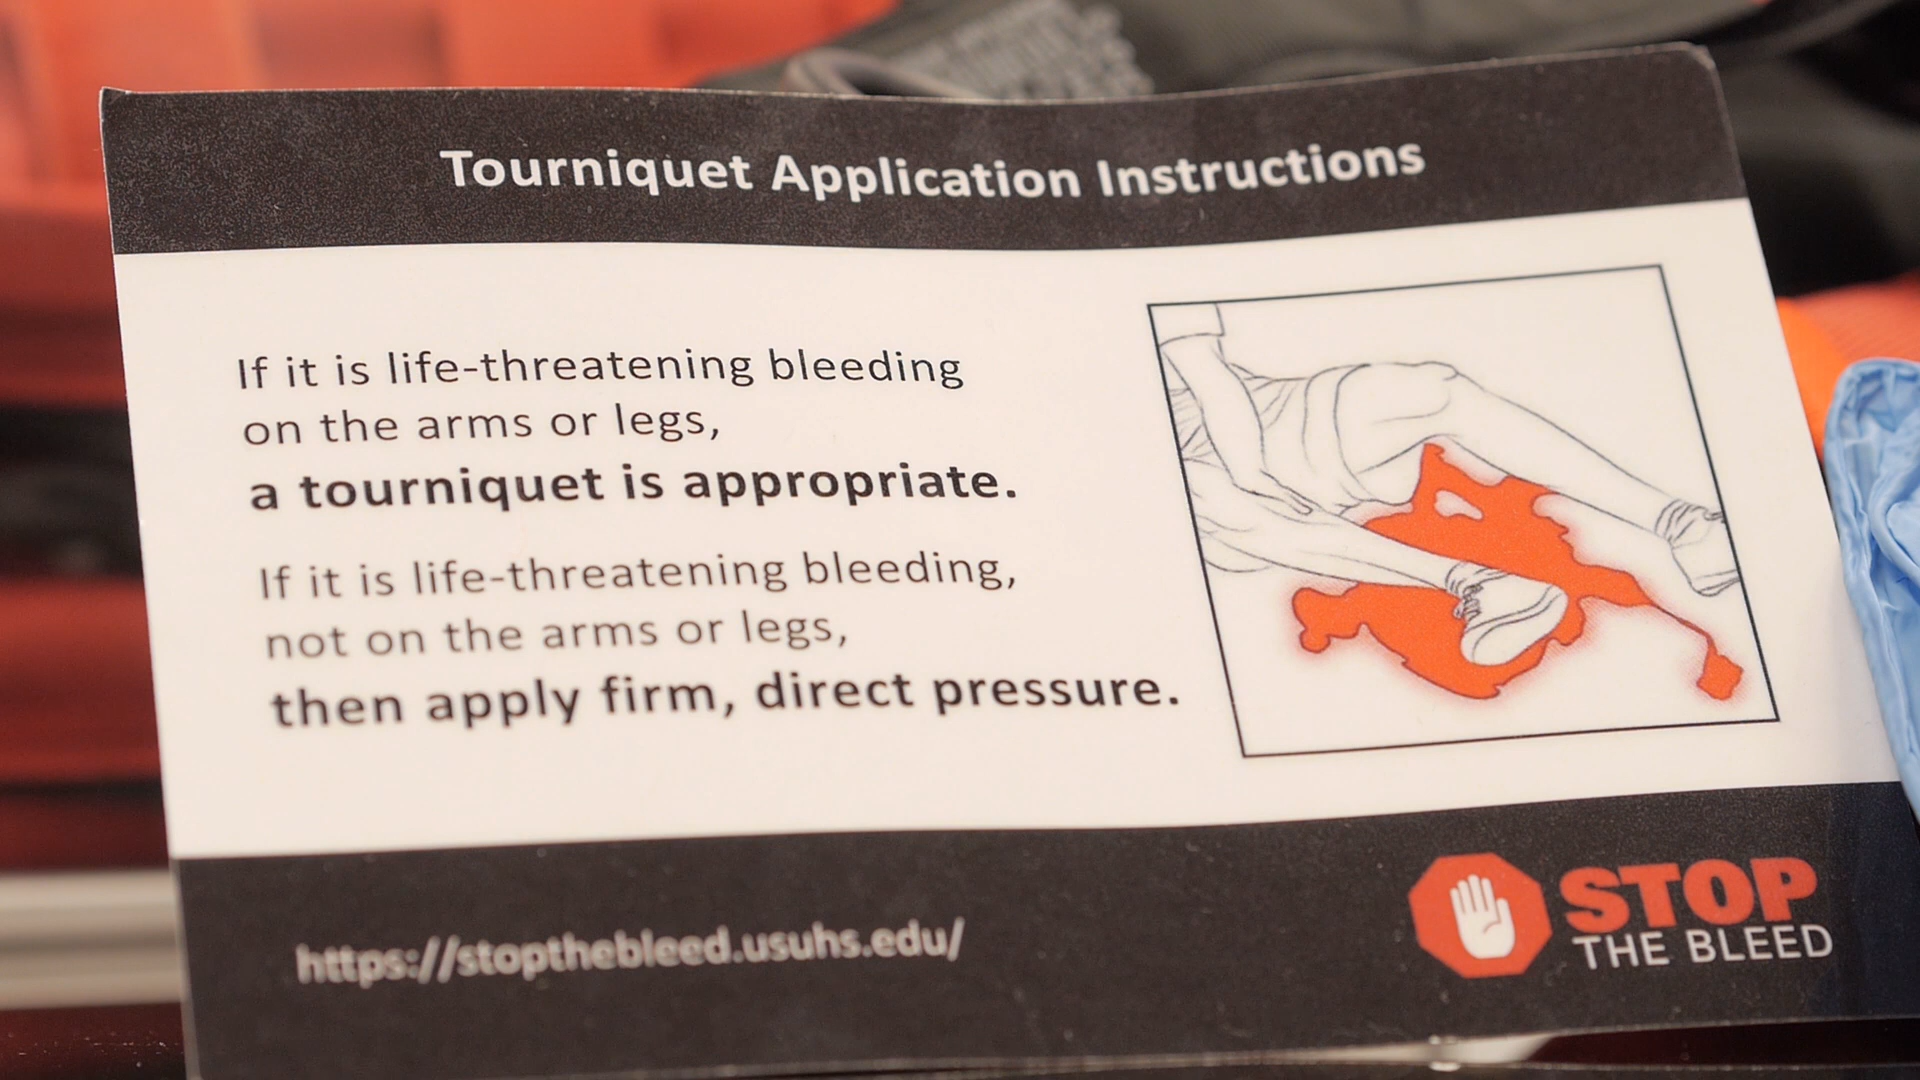 Tourniquet Application Instructions
If it is life-threatening bleeding
on the arms or legs,
a tourniquet is appropriate.
If it is life-threatening bleeding,
not on the arms or legs,
then apply firm, direct pressure.
https://stopthebleed.usuhs.edu/
STOP
THE BLEED